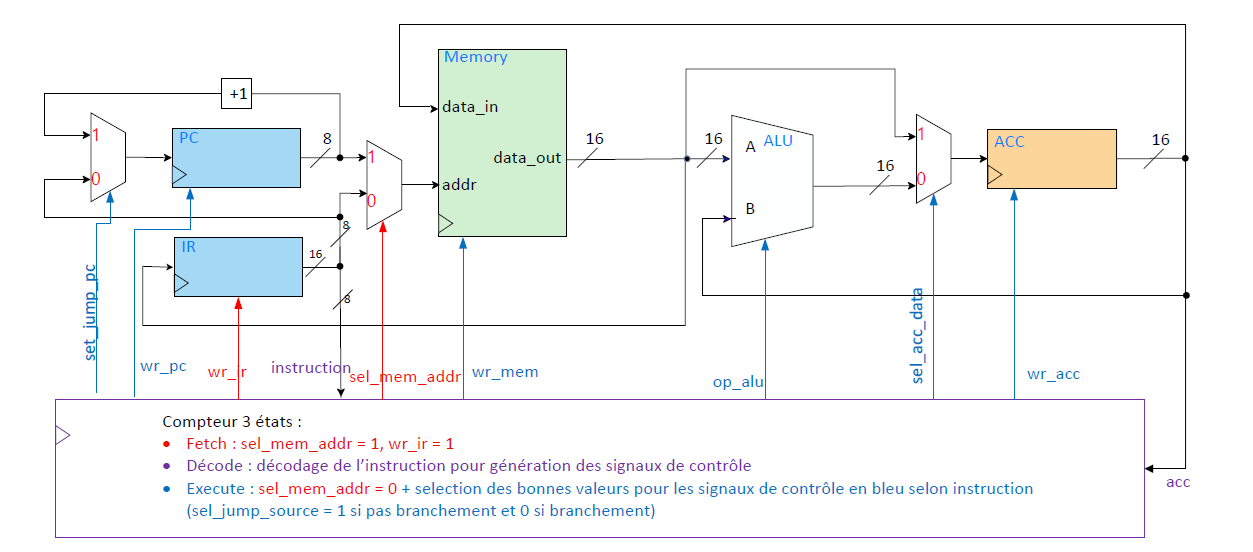 Memory
+1
1
PC
8
data_in
16
16
A
ALU
1
ACC
16
1
data_out
16
0
addr
0
0
B
IR
8
16
8
set_jump_pc
wr_pc
wr_ir
instruction
sel_mem_addr
wr_mem
op_alu
sel_acc_data
wr_acc
Compteur 3 états :
• Fetch : sel_mem_addr = 1, wr_ir = 1
• Décode : décodage de l’instruction pour génération des signaux de contrôle
• Execute : sel_mem_addr = 0 + selection des bonnes valeurs pour les signaux de contrôle en bleu selon instruction
(sel_jump_source = 1 si pas branchement et 0 si branchement)
acc